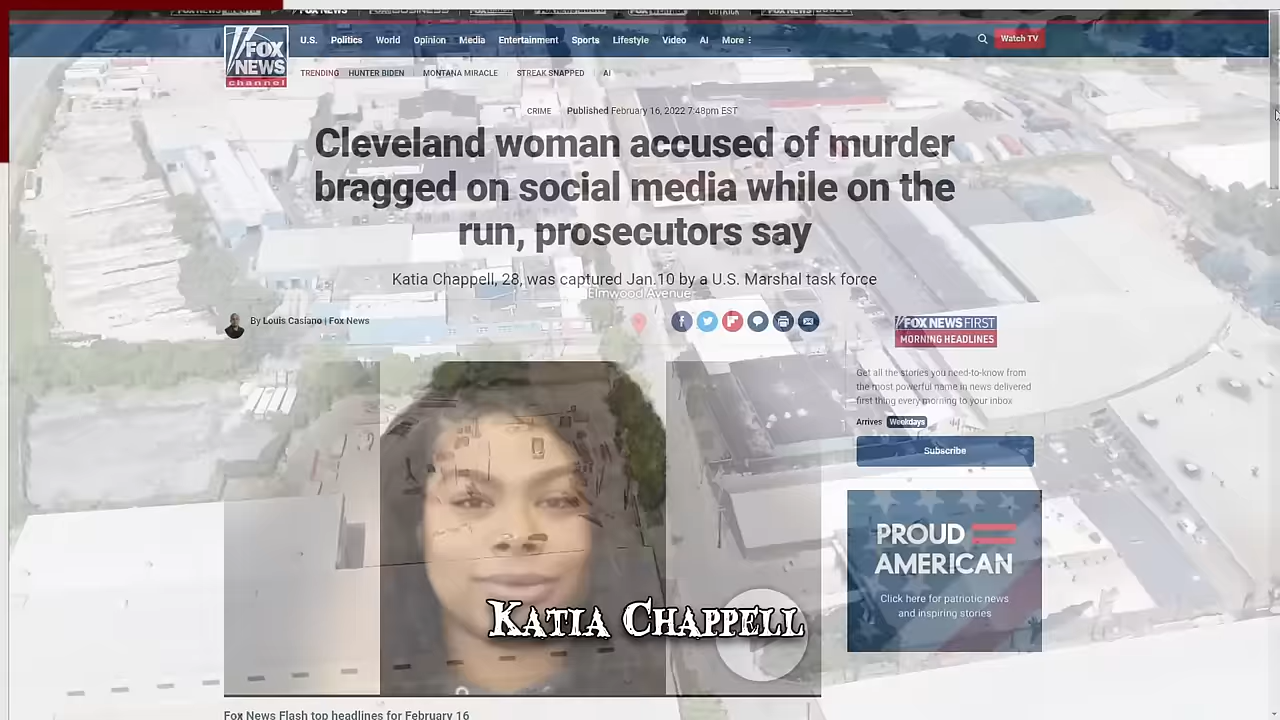 FOX NEWS
OUTKICK
FOX NEWS
channel
U.S. Politics World Opinion Media Entertainment Sports Lifestyle Video AI More
Watch TV
TRENDING HUNTER BIDEN MONTANA MIRACLE STREAK SNAPPED AI
CRIME Published February 16, 2022 7:48pm EST
Cleveland woman accused of murder
bragged on social media while on the
run, prosecutors say
Katia Chappell, 28, was captured Jan.10 by a U.S. Marshal task force
Elmwood Avenue
By Louis Casiano | Fox News
FOX NEWS FIRST
MORNING HEADLINES
Get all the stories you need-to-know from
the most powerful name in news delivered
first thing every morning to your inbox
Arrives Weekdays
Subscribe
PROUD
AMERICAN
Click here for patriotic news
and inspiring stories
KATIA CHAPPELL
Fox News Flash top headlines for February 16